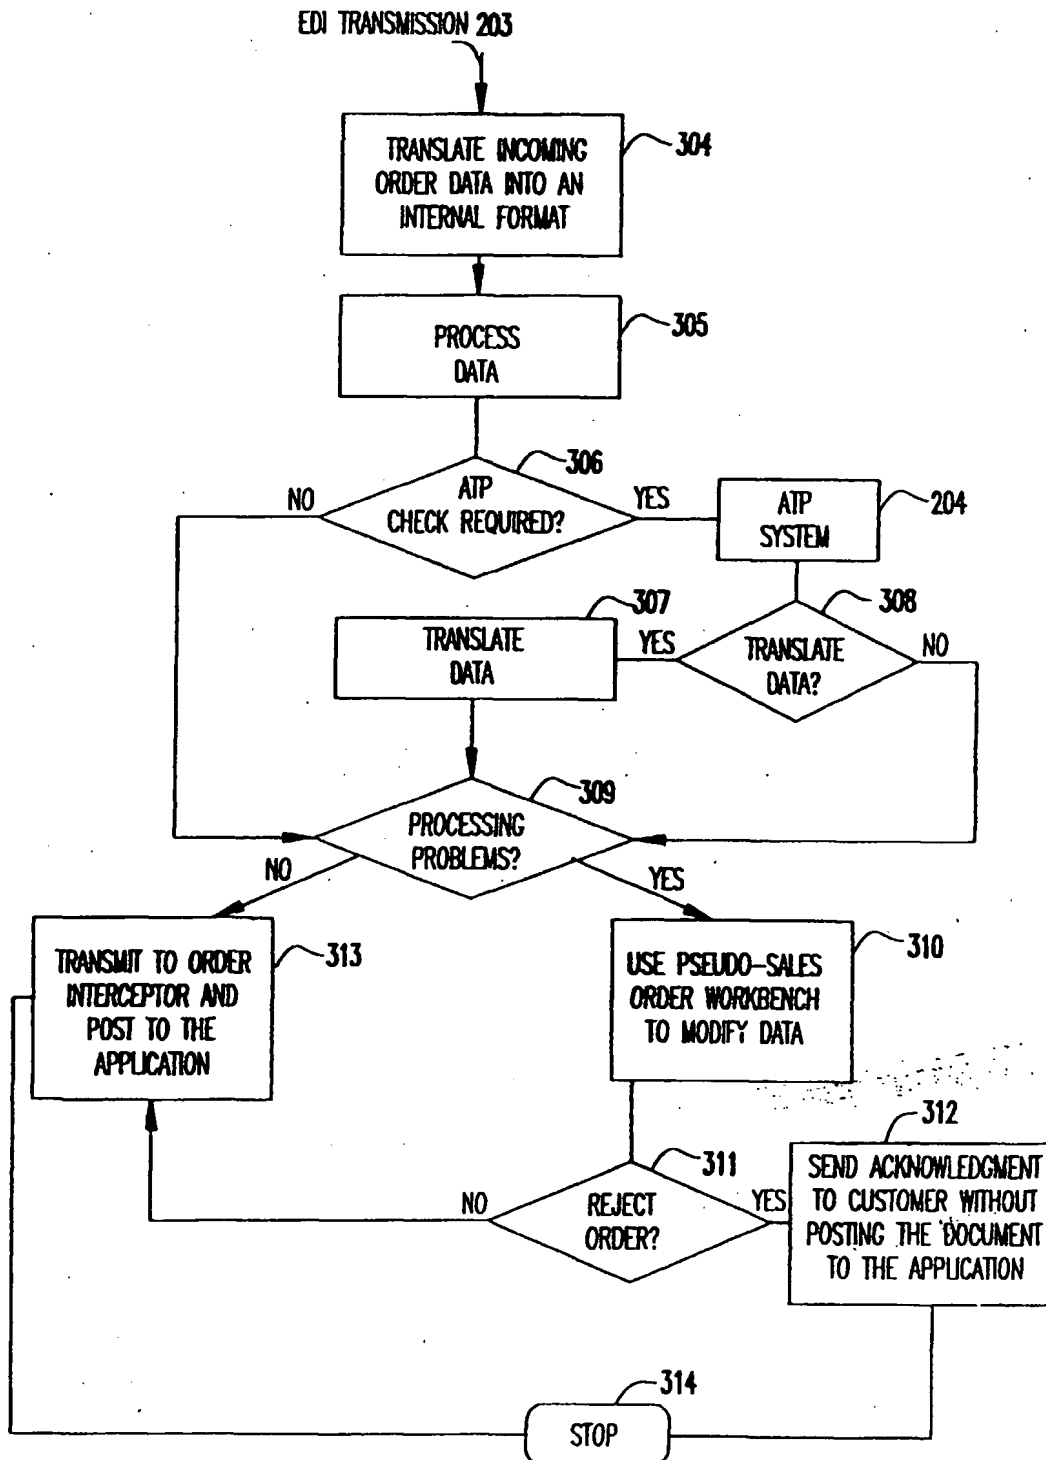 EDI TRANSMISSION 203
TRANSLATE INCOMING
ORDER DATA INTO AN
INTERNAL FORMAT
304
PROCESS
DATA
305
306
ATP
CHECK REQUIRED?
NO
YES
ATP
SYSTEM
204
307
TRANSLATE
DATA
YES
308
TRANSLATE
DATA?
NO
309
PROCESSING
PROBLEMS?
NO
YES
TRANSMIT TO ORDER
INTERCEPTOR AND
POST TO THE
APPLICATION
313
USE PSEUDO-SALES
ORDER WORKBENCH
TO MODIFY DATA
310
311
REJECT
ORDER?
NO
YES
312
SEND ACKNOWLEDGMENT
TO CUSTOMER WITHOUT
POSTING THE DOCUMENT
TO THE APPLICATION
314
STOP